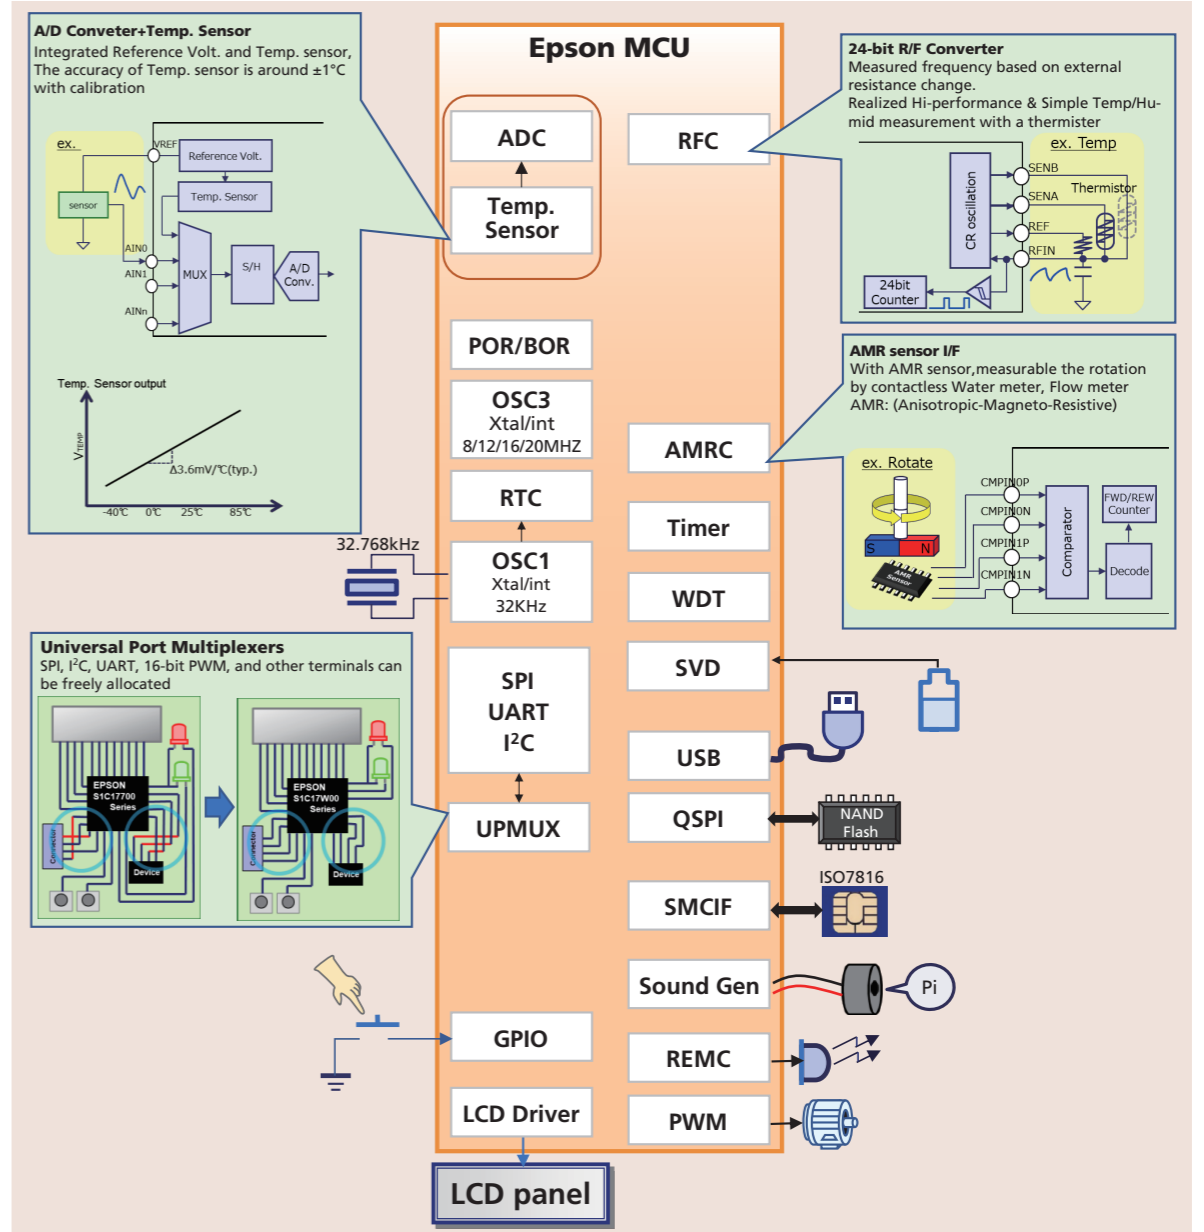 A/D Conveter+Temp. Sensor
Integrated Reference Volt. and Temp. sensor,
The accuracy of Temp. sensor is around ±1°C
with calibration
ex.
VREF
Reference Volt.
Temp. Sensor
sensor
AIN0
AIN1
AINn
MUX
S/H
A/D
Conv.
Temp. Sensor output
VTEMP
Δ3.6mV/℃(typ.)
-40℃ 0℃ 25℃ 85℃
Epson MCU
ADC
Temp.
Sensor
POR/BOR
OSC3
Xtal/int
8/12/16/20MHZ
RTC
OSC1
Xtal/int
32KHz
32.768kHz
SPI
UART
I²C
UPMUX
GPIO
LCD Driver
LCD panel
RFC
AMRC
Timer
WDT
SVD
USB
QSPI
SMCIF
Sound Gen
REMC
PWM
24-bit R/F Converter
Measured frequency based on external
resistance change.
Realized Hi-performance & Simple Temp/Hu-
mid measurement with a thermister
ex. Temp
CR oscillation
SENB
SENA
REF
RFIN
Thermistor
24bit
Counter
AMR sensor I/F
With AMR sensor,measurable the rotation
by contactless Water meter, Flow meter
AMR: (Anisotropic-Magneto-Resistive)
ex. Rotate
S N
AMR
Sensor
CMPIN0P
CMPIN0N
CMPIN1P
CMPIN1N
Comparator
FWD/REW
Counter
Decode
Universal Port Multiplexers
SPI, I²C, UART, 16-bit PWM, and other terminals can
be freely allocated
EPSON
S1C17700
Series
Connector
Device
EPSON
S1C17W00
Series
Connector
Device
NAND
Flash
ISO7816
Pi